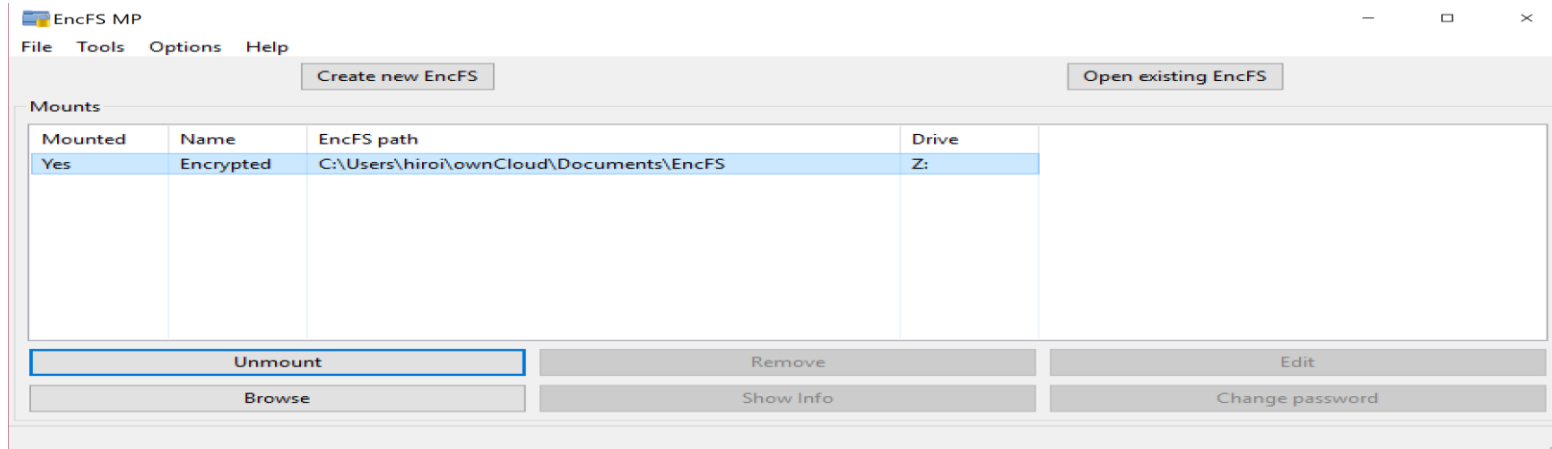 EncFS MP
File Tools Options Help
Create new EncFS Open existing EncFS
Mounts
Mounted Name EncFS path Drive
Yes Encrypted C:\Users\hiroi\ownCloud\Documents\EncFS Z:
Unmount Remove Edit
Browse Show Info Change password